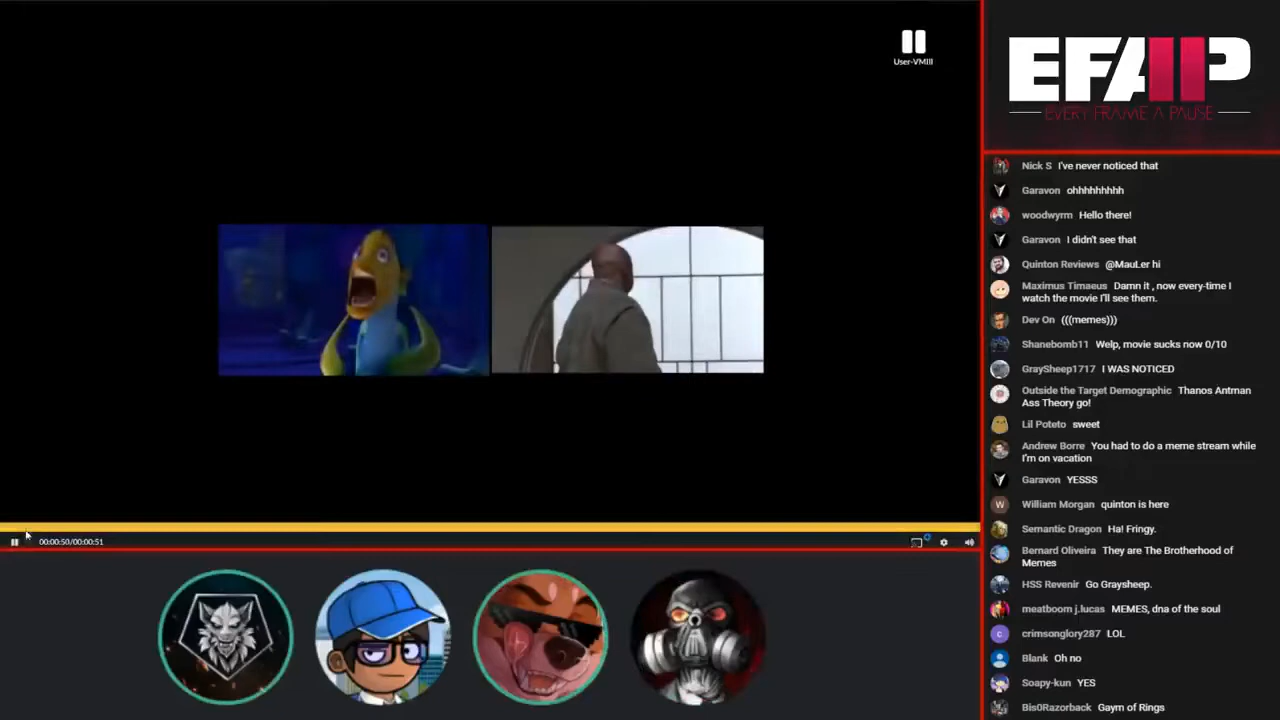 User-VMIII
EFAP
EVERY FRAME A PAUSE
Nick S I've never noticed that
Garavon ohhhhhhhhh
woodwyrm Hello there!
Garavon I didn't see that
Quinton Reviews @MauLer hi
Maximus Timaeus Damn it , now every-time I
watch the movie I'll see them.
Dev On (((memes)))
Shanebomb11 Welp, movie sucks now 0/10
GraySheep1717 I WAS NOTICED
Outside the Target Demographic Thanos Antman
Ass Theory go!
Lil Poteto sweet
Andrew Borre You had to do a meme stream while
I'm on vacation
Garavon YESSS
W William Morgan quinton is here
Semantic Dragon Ha! Fringy.
Bernard Oliveira They are The Brotherhood of
Memes
HSS Revenir Go Graysheep.
meatboom j.lucas MEMES, dna of the soul
c crimsonglory287 LOL
Blank Oh no
Soapy-kun YES
Bis0Razorback Gaym of Rings
00:00:50/00:00:51